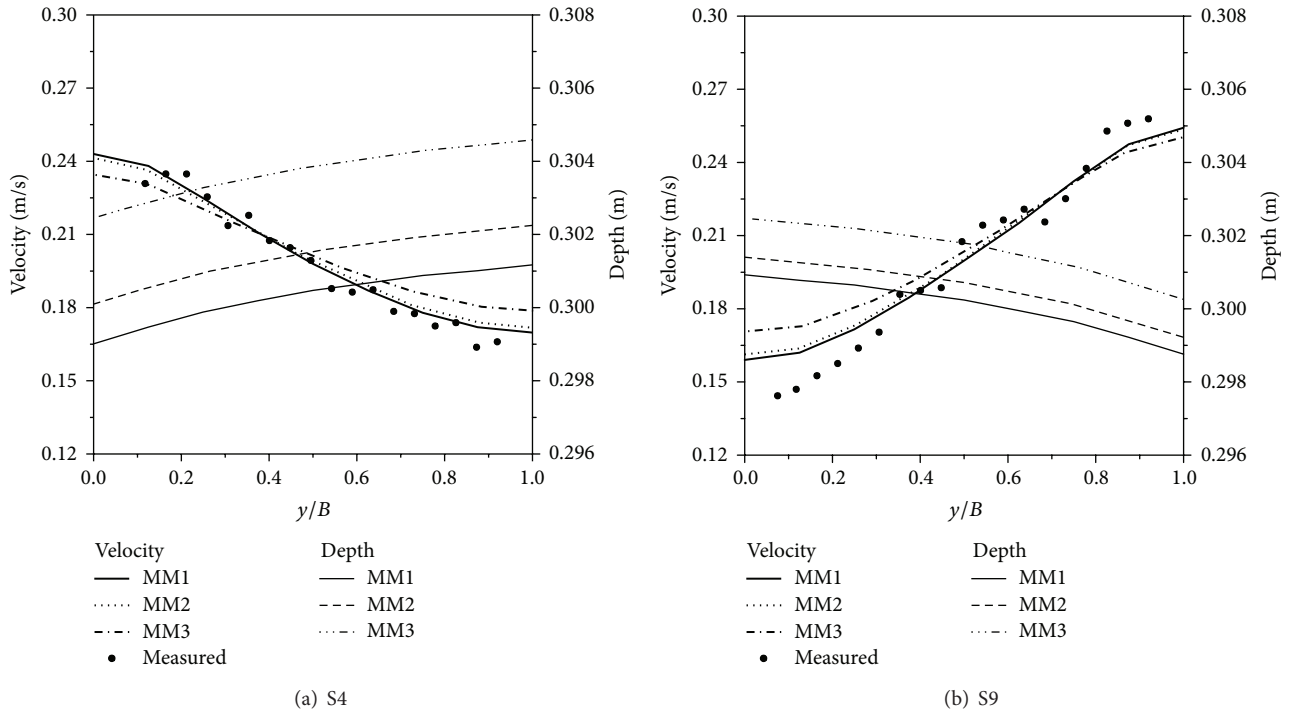 0.30
0.27
0.24
0.21
0.18
0.15
0.12
Velocity (m/s)
0.308
0.306
0.304
0.302
0.300
0.298
0.296
Depth (m)
0.0 0.2 0.4 0.6 0.8 1.0
y/B
Velocity Depth
MM1 MM1
MM2 MM2
MM3 MM3
Measured
(a) S4
0.30
0.27
0.24
0.21
0.18
0.15
0.12
Velocity (m/s)
0.308
0.306
0.304
0.302
0.300
0.298
0.296
Depth (m)
0.0 0.2 0.4 0.6 0.8 1.0
y/B
Velocity Depth
MM1 MM1
MM2 MM2
MM3 MM3
Measured
(b) S9